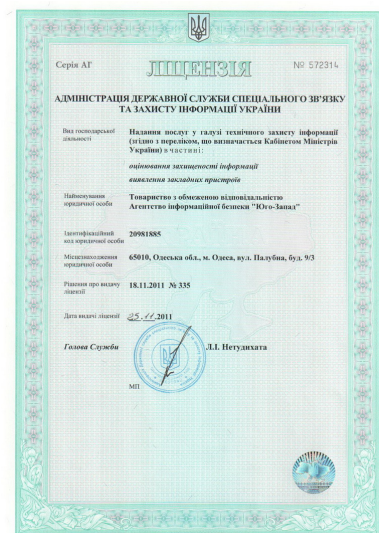 Серія АГ
ЛІЦЕНЗІЯ
№ 572314
АДМІНІСТРАЦІЯ ДЕРЖАВНОЇ СЛУЖБИ СПЕЦІАЛЬНОГО ЗВ'ЯЗКУ
ТА ЗАХИСТУ ІНФОРМАЦІЇ УКРАЇНИ
Вид господарської
діяльності
Надання послуг у галузі технічного захисту інформації
(згідно з переліком, що визначається Кабінетом Міністрів
України) в частині:
оцінювання захищеності інформації
виявлення закладних пристроїв
Найменування
юридичної особи
Товариство з обмеженою відповідальністю
Агентство інформаційної безпеки "Юго-Запад"
Ідентифікаційний
код юридичної особи
20981885
Місцезнаходження
юридичної особи
65010, Одеська обл., м. Одеса, вул. Палубна, буд. 9/3
Рішення про видачу
ліцензії
18.11.2011 № 335
Дата видачі ліцензії
25.11.2011
Голова Служби
Л.І. Нетудихата
МП